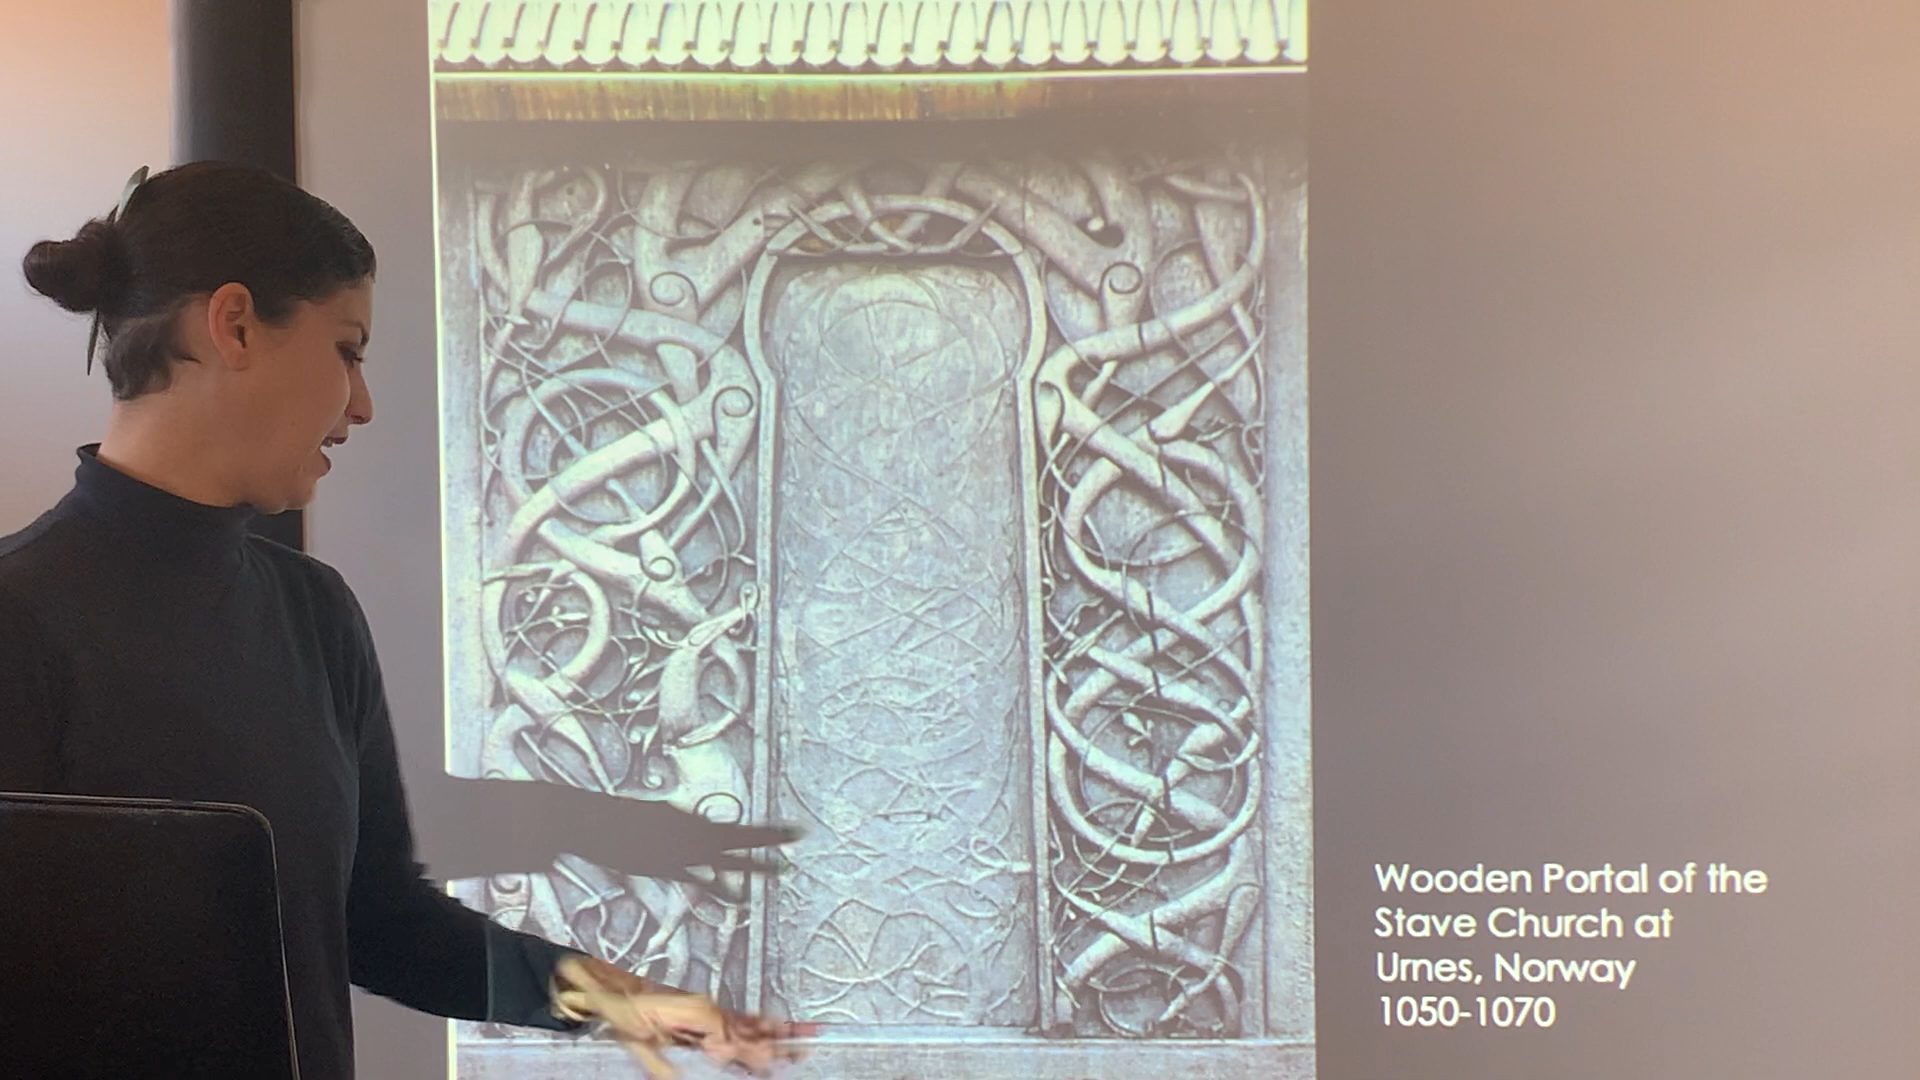 Wooden Portal of the
Stave Church at
Urnes, Norway
1050-1070